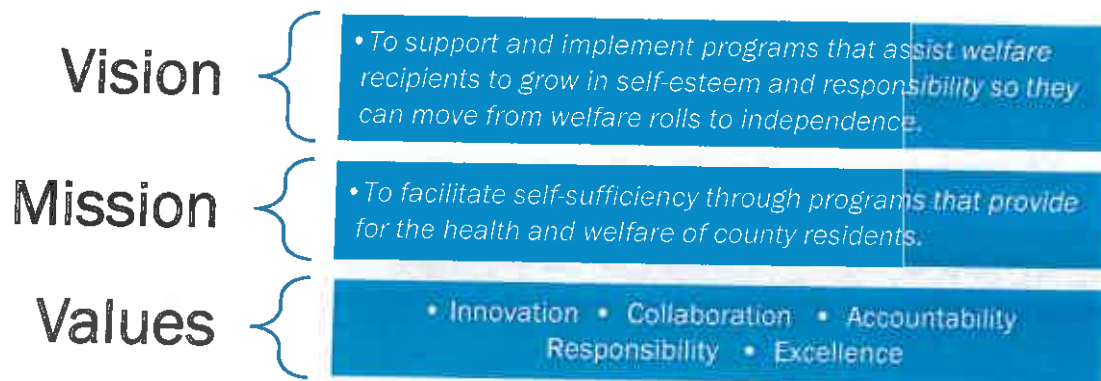 Vision
• To support and implement programs that assist welfare
recipients to grow in self-esteem and responsibility so they
can move from welfare rolls to independence.
Mission
• To facilitate self-sufficiency through programs that provide
for the health and welfare of county residents.
Values
• Innovation • Collaboration • Accountability
Responsibility • Excellence